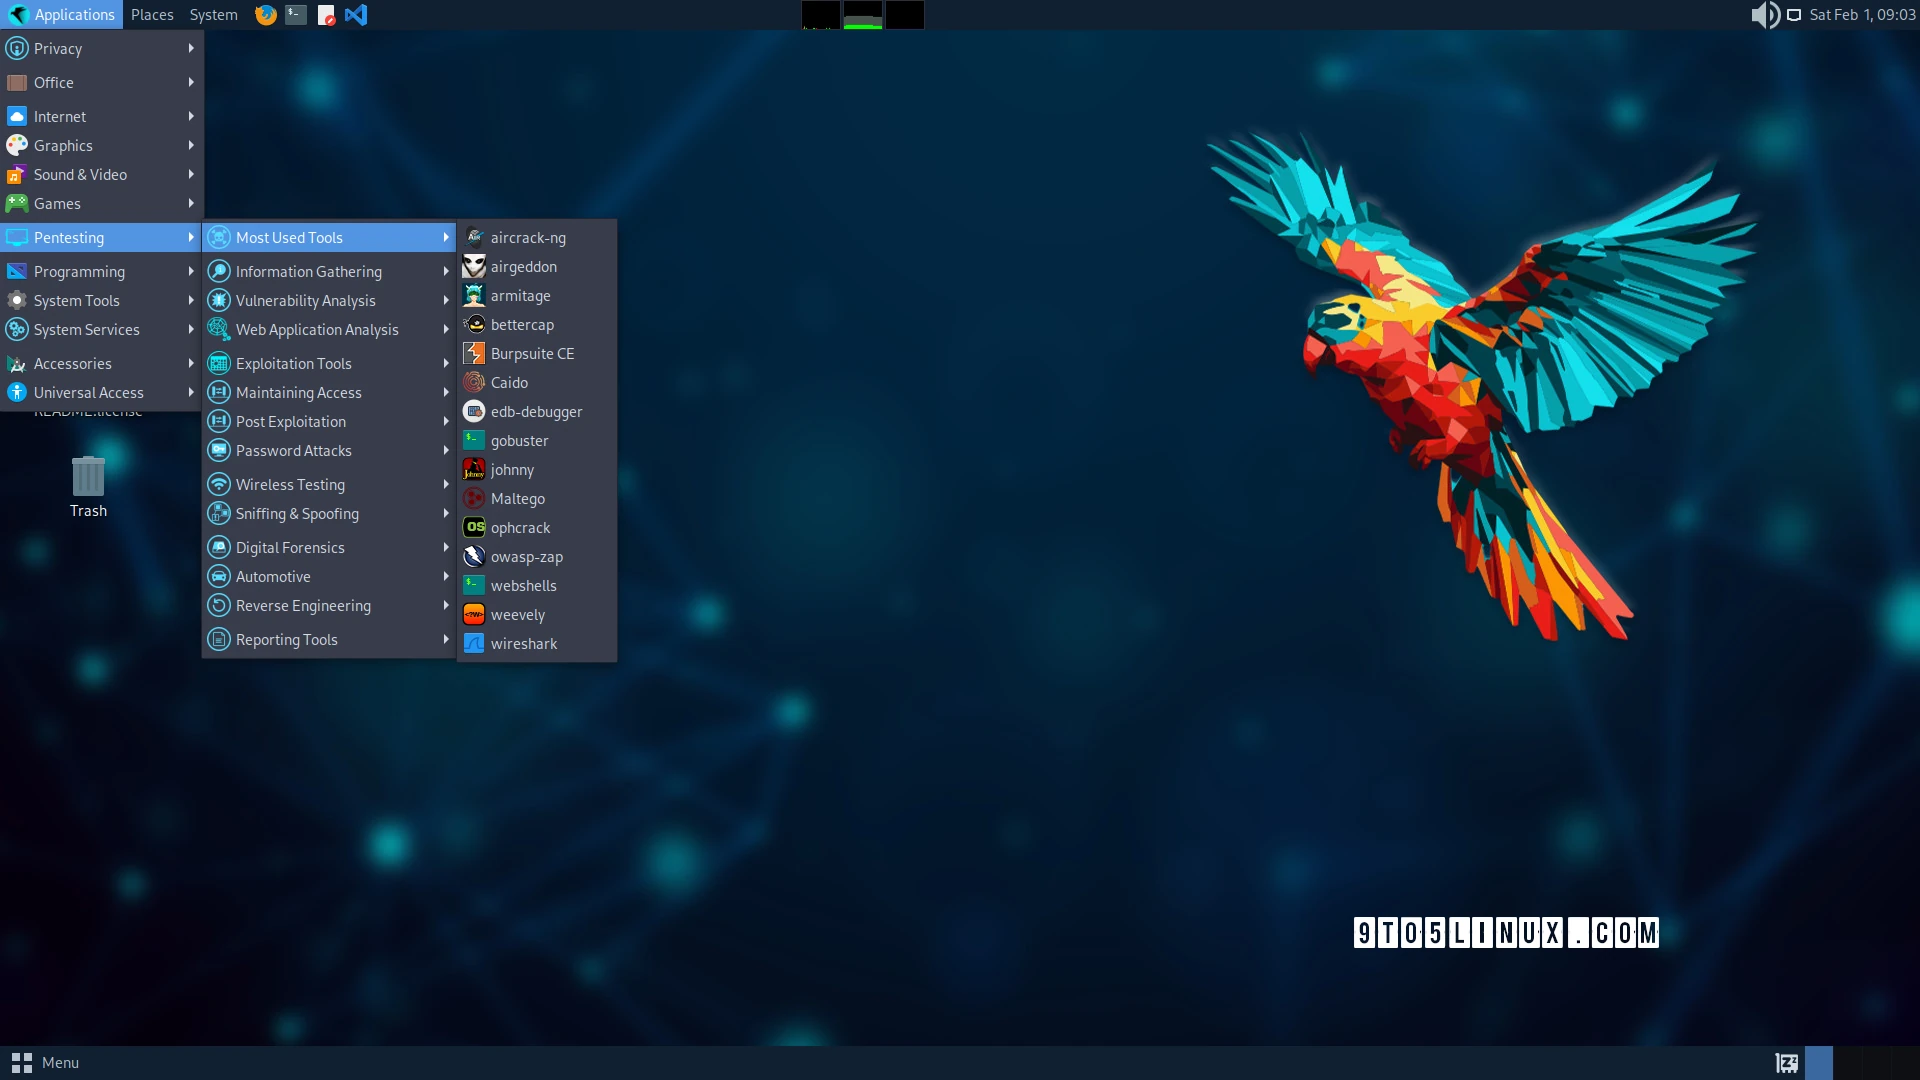 Applications Places System
Sat Feb 1, 09:03
Privacy
Office
Internet
Graphics
Sound & Video
Games
Pentesting
Programming
System Tools
System Services
Accessories
Universal Access
README.license
Trash
Most Used Tools
Information Gathering
Vulnerability Analysis
Web Application Analysis
Exploitation Tools
Maintaining Access
Post Exploitation
Password Attacks
Wireless Testing
Sniffing & Spoofing
Digital Forensics
Automotive
Reverse Engineering
Reporting Tools
aircrack-ng
airgeddon
armitage
bettercap
Burpsuite CE
Caido
edb-debugger
gobuster
johnny
Maltego
ophcrack
owasp-zap
webshells
weevely
wireshark
9TO5LINUX.COM
Menu